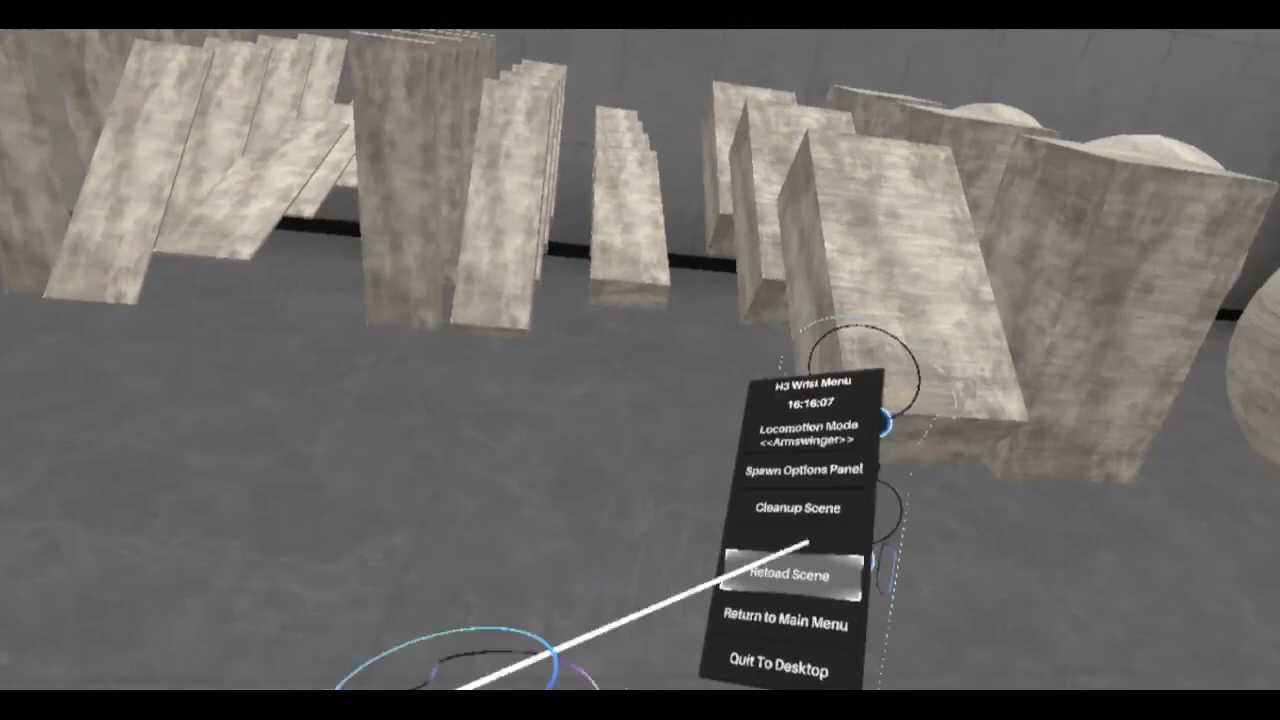 H3 Wrist Menu
16:16:07
Locomotion Mode
<<Armswinger>>
Spawn Options Panel
Cleanup Scene
Reload Scene
Return to Main Menu
Quit To Desktop